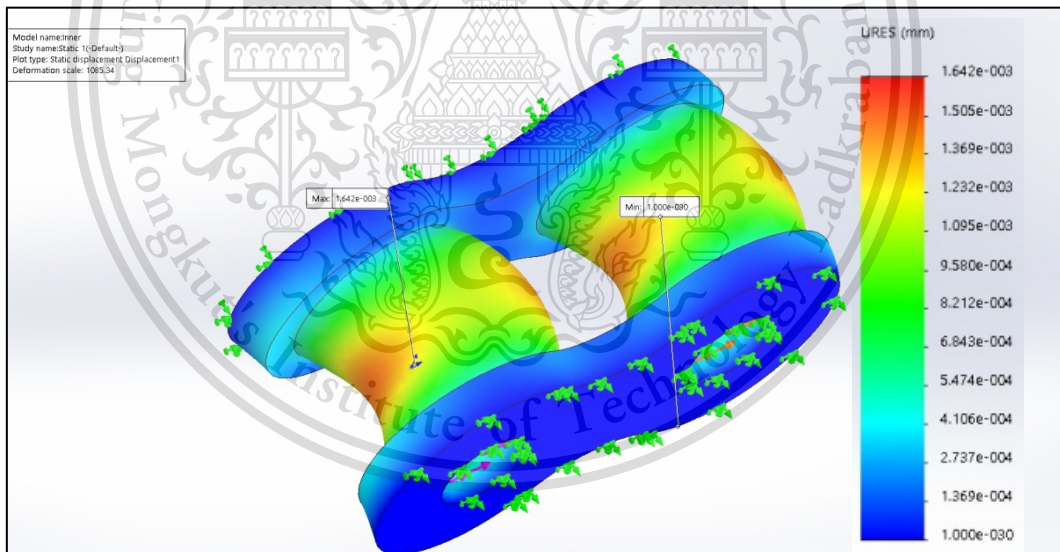 Model name:Inner
Study name:Static 1(-Default-)
Plot type: Static displacement Displacement1
Deformation scale: 1085.34
URES (mm)
1.642e-003
1.505e-003
1.369e-003
1.232e-003
1.095e-003
9.580e-004
8.212e-004
6.843e-004
5.474e-004
4.106e-004
2.737e-004
1.369e-004
1.000e-030
Max: 1.642e-003
Min: 1.000e-030
King Mongkut's Institute of Technology Ladkrabang